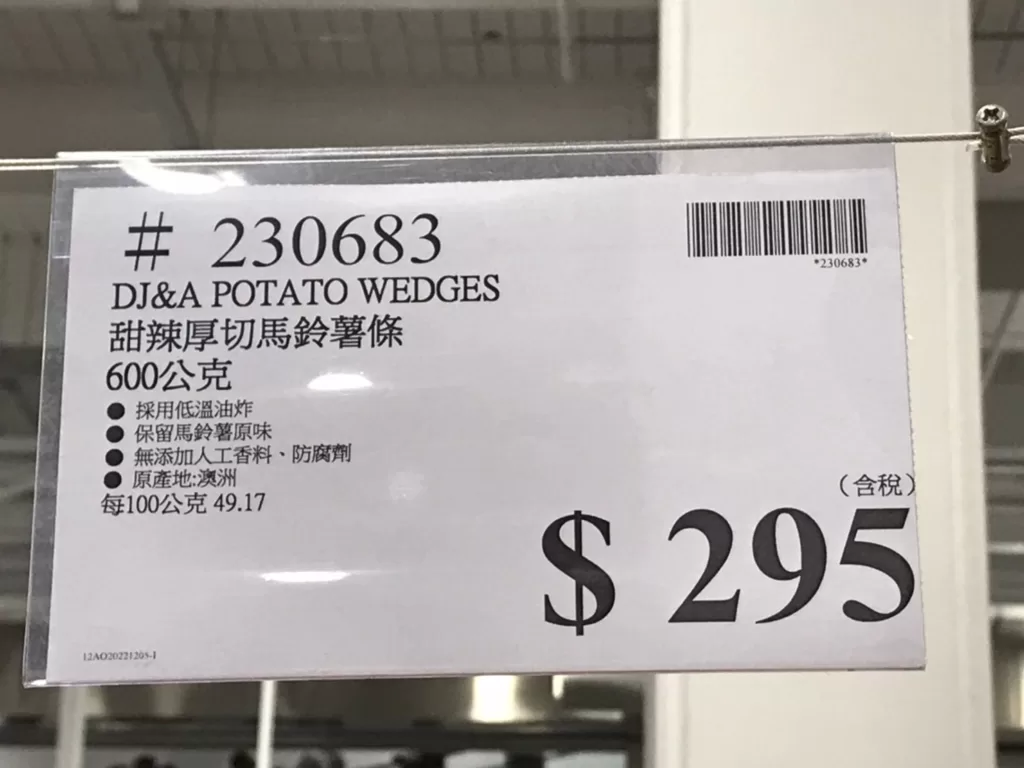 # 230683
*230683*
DJ&A POTATO WEDGES
甜辣厚切馬鈴薯條
600公克
● 採用低溫油炸
● 保留馬鈴薯原味
● 無添加人工香料、防腐劑
● 原產地:澳洲
每100公克 49.17
（含稅）
$ 295
12AO20221205-1